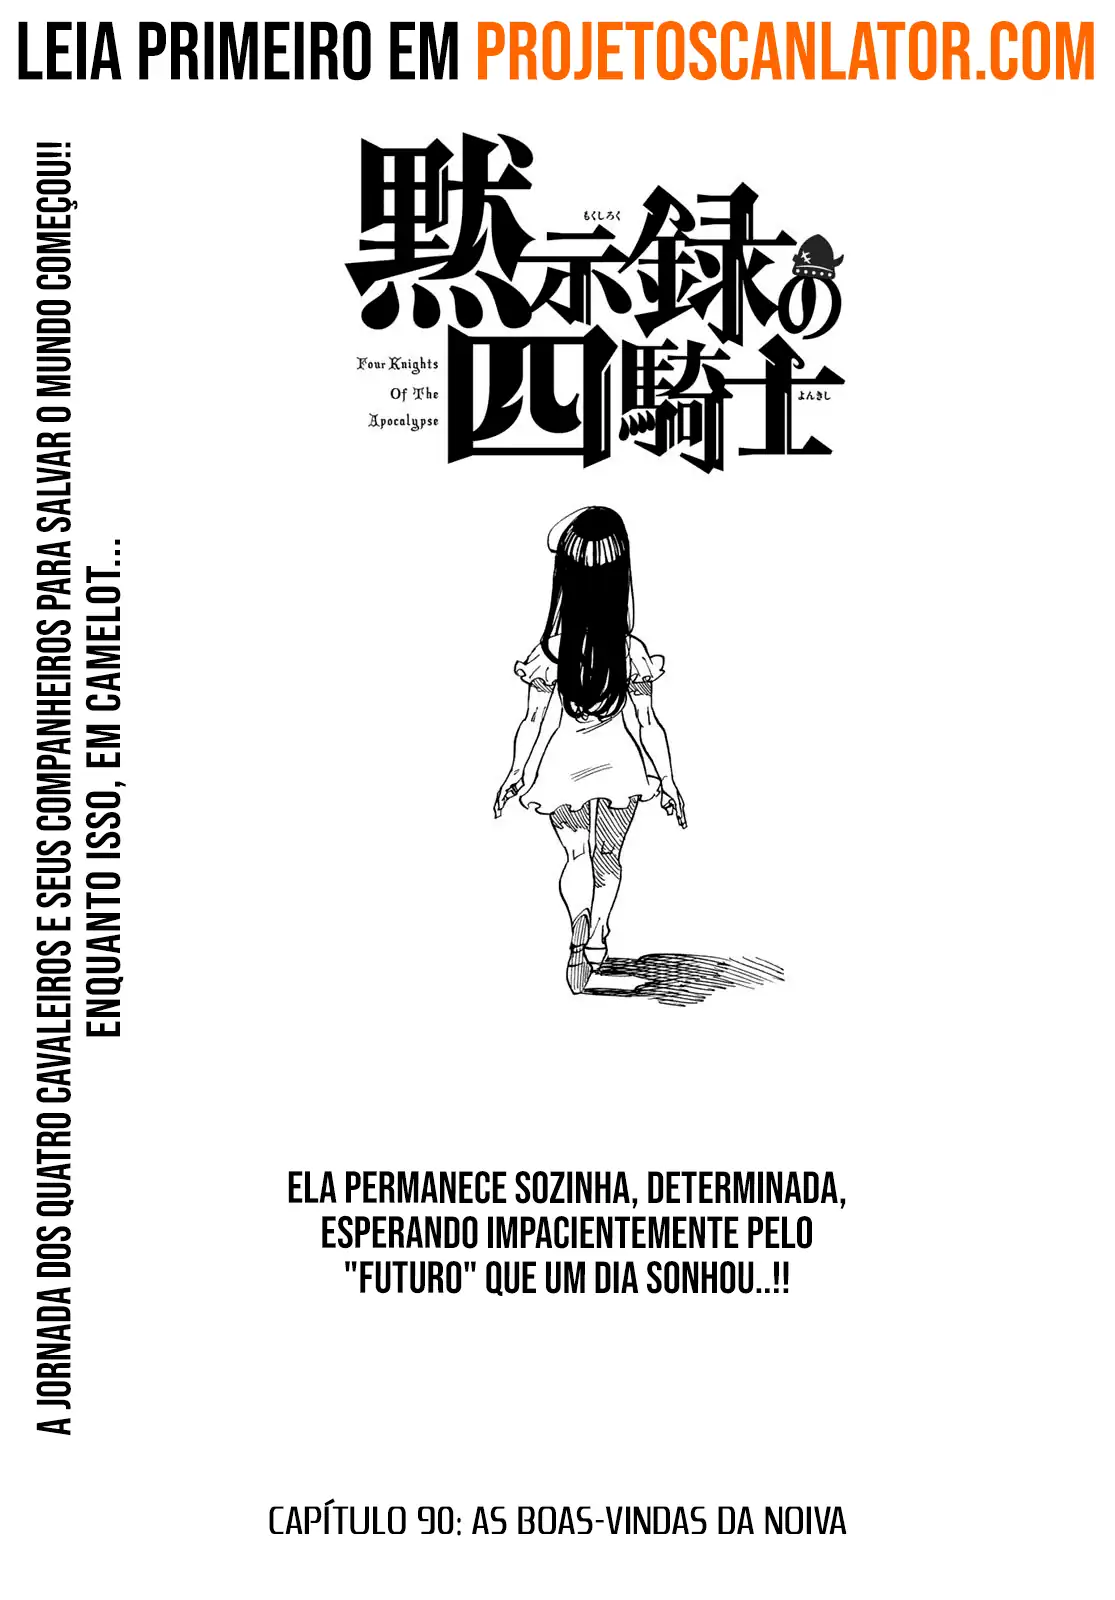 LEIA PRIMEIRO EM PROJETOSCANLATOR.COM
A JORNADA DOS QUATRO CAVALEIROS E SEUS COMPANHEIROS PARA SALVAR O MUNDO COMEÇOU!!
ENQUANTO ISSO, EM CAMELOT...
もくしろく
黙示録の
四騎士
よんきし
Four Knights
Of The
Apocalypse
ELA PERMANECE SOZINHA, DETERMINADA,
ESPERANDO IMPACIENTEMENTE PELO
"FUTURO" QUE UM DIA SONHOU..!!
CAPÍTULO 90: AS BOAS-VINDAS DA NOIVA